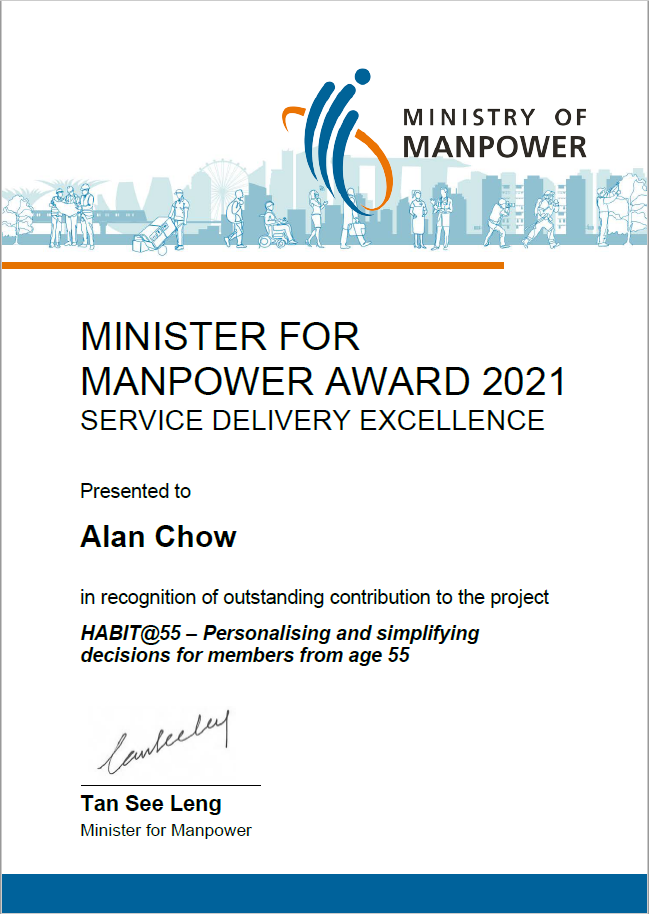 MINISTRY OF
MANPOWER
MINISTER FOR
MANPOWER AWARD 2021
SERVICE DELIVERY EXCELLENCE
Presented to
Alan Chow
in recognition of outstanding contribution to the project
HABIT@55 – Personalising and simplifying
decisions for members from age 55
Tan See Leng
Minister for Manpower